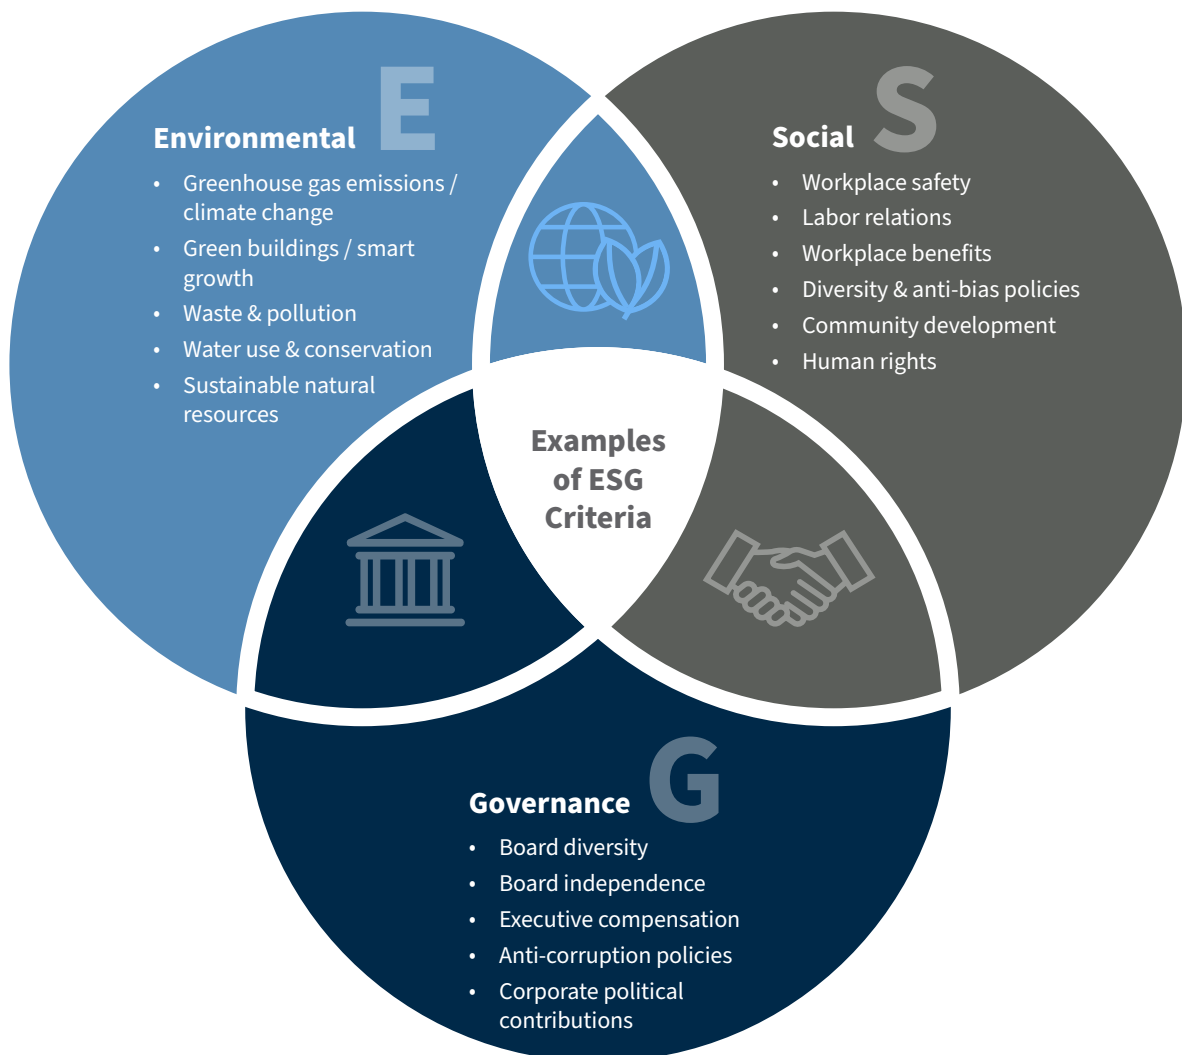 E
Environmental
• Greenhouse gas emissions /
climate change
• Green buildings / smart
growth
• Waste & pollution
• Water use & conservation
• Sustainable natural
resources
S
Social
• Workplace safety
• Labor relations
• Workplace benefits
• Diversity & anti-bias policies
• Community development
• Human rights
Examples
of ESG
Criteria
G
Governance
• Board diversity
• Board independence
• Executive compensation
• Anti-corruption policies
• Corporate political
contributions